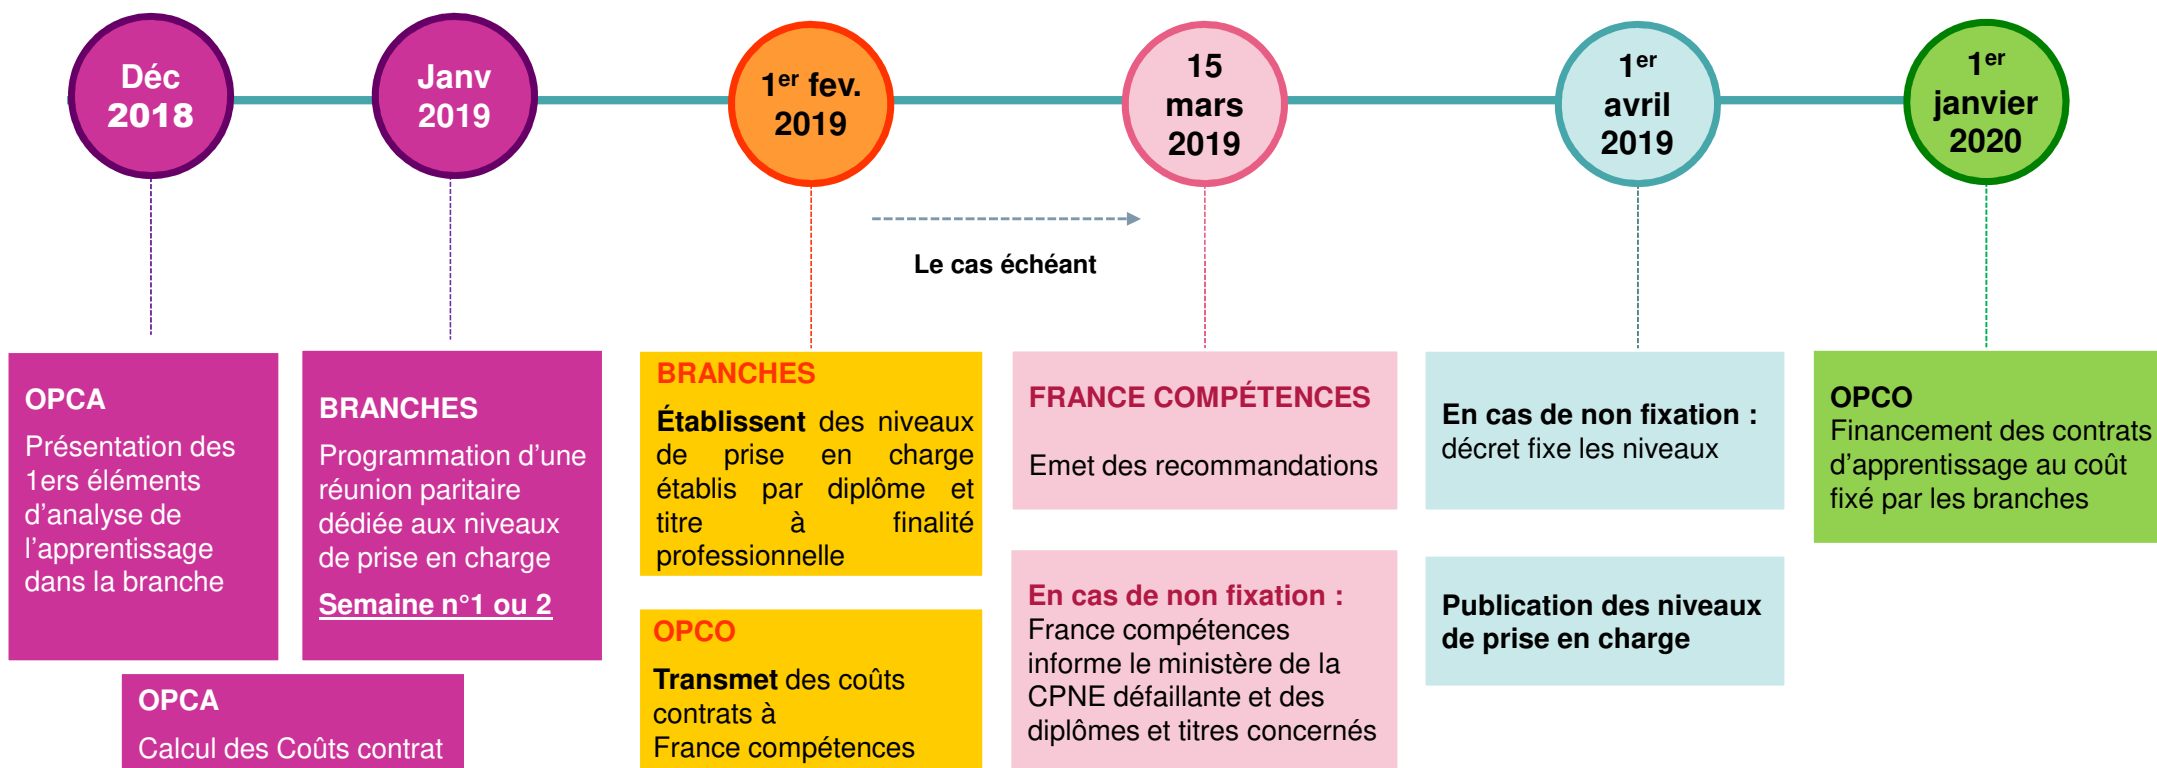 Déc
2018
Janv
2019
1er fev.
2019
15
mars
2019
1er
avril
2019
1er
janvier
2020
Le cas échéant
OPCA
Présentation des
1ers éléments
d'analyse de
l'apprentissage
dans la branche
BRANCHES
Programmation d'une
réunion paritaire
dédiée aux niveaux
de prise en charge
Semaine n°1 ou 2
OPCA
Calcul des Coûts contrat
BRANCHES
Établissent des niveaux
de prise en charge
établis par diplôme et
titre à finalité
professionnelle
OPCO
Transmet des coûts
contrats à
France compétences
FRANCE COMPÉTENCES
Emet des recommandations
En cas de non fixation :
France compétences
informe le ministère de la
CPNE défaillante et des
diplômes et titres concernés
En cas de non fixation :
décret fixe les niveaux
Publication des niveaux
de prise en charge
OPCO
Financement des contrats
d'apprentissage au coût
fixé par les branches